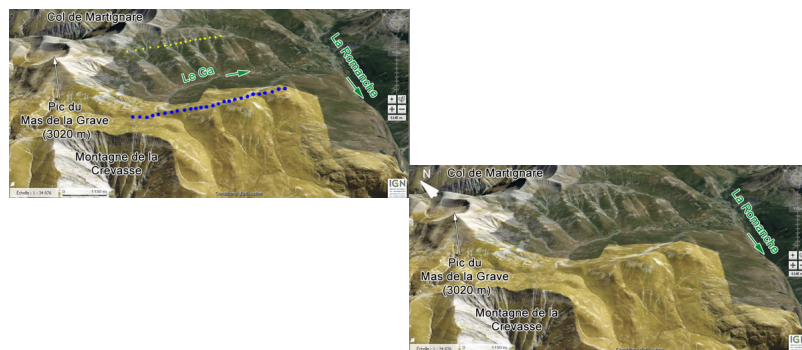 Col de Martignare
La Romanche
Le Ga
Pic du
Mas de la Grave
(3020 m)
Montagne de la
Crevasse
IGN
N
Col de Martignare
La Romanche
Pic du
Mas de la Grave
(3020 m)
Montagne de la
Crevasse
IG